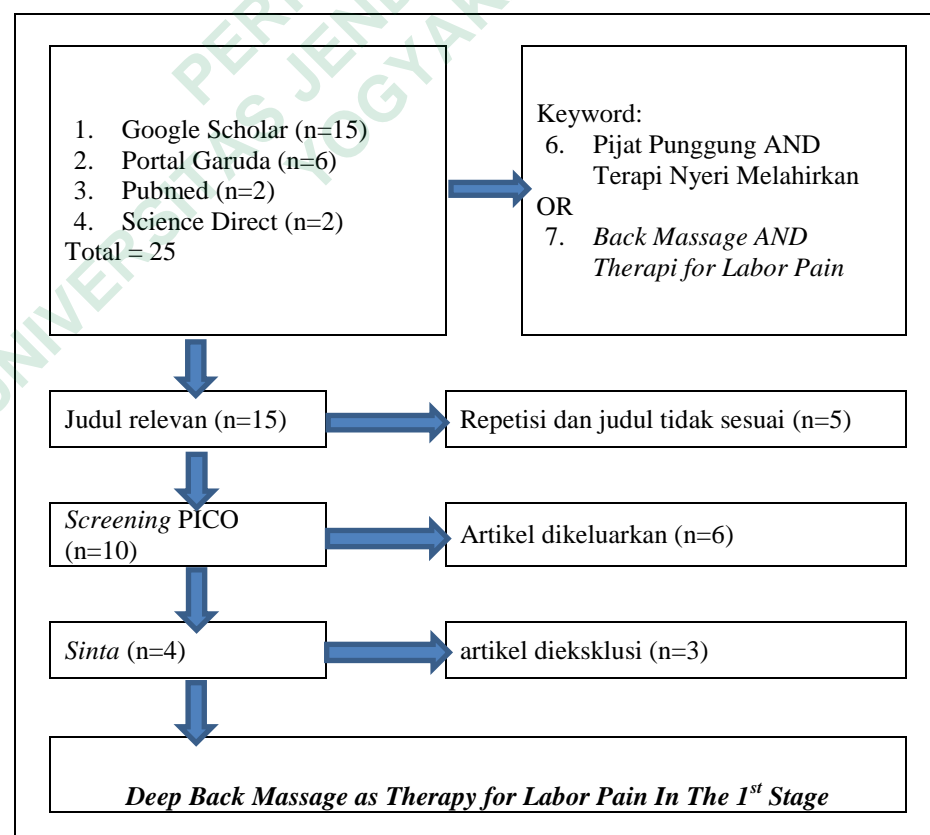 1. Google Scholar (n=15)
2. Portal Garuda (n=6)
3. Pubmed (n=2)
4. Science Direct (n=2)
Total = 25
Keyword:
6. Pijat Punggung AND
Terapi Nyeri Melahirkan
OR
7. Back Massage AND
Therapi for Labor Pain
Judul relevan (n=15)
Repetisi dan judul tidak sesuai (n=5)
Screening PICO
(n=10)
Artikel dikeluarkan (n=6)
Sinta (n=4)
artikel dieksklusi (n=3)
Deep Back Massage as Therapy for Labor Pain In The 1st Stage
UNIVERSITAS JEN
YOGYAK